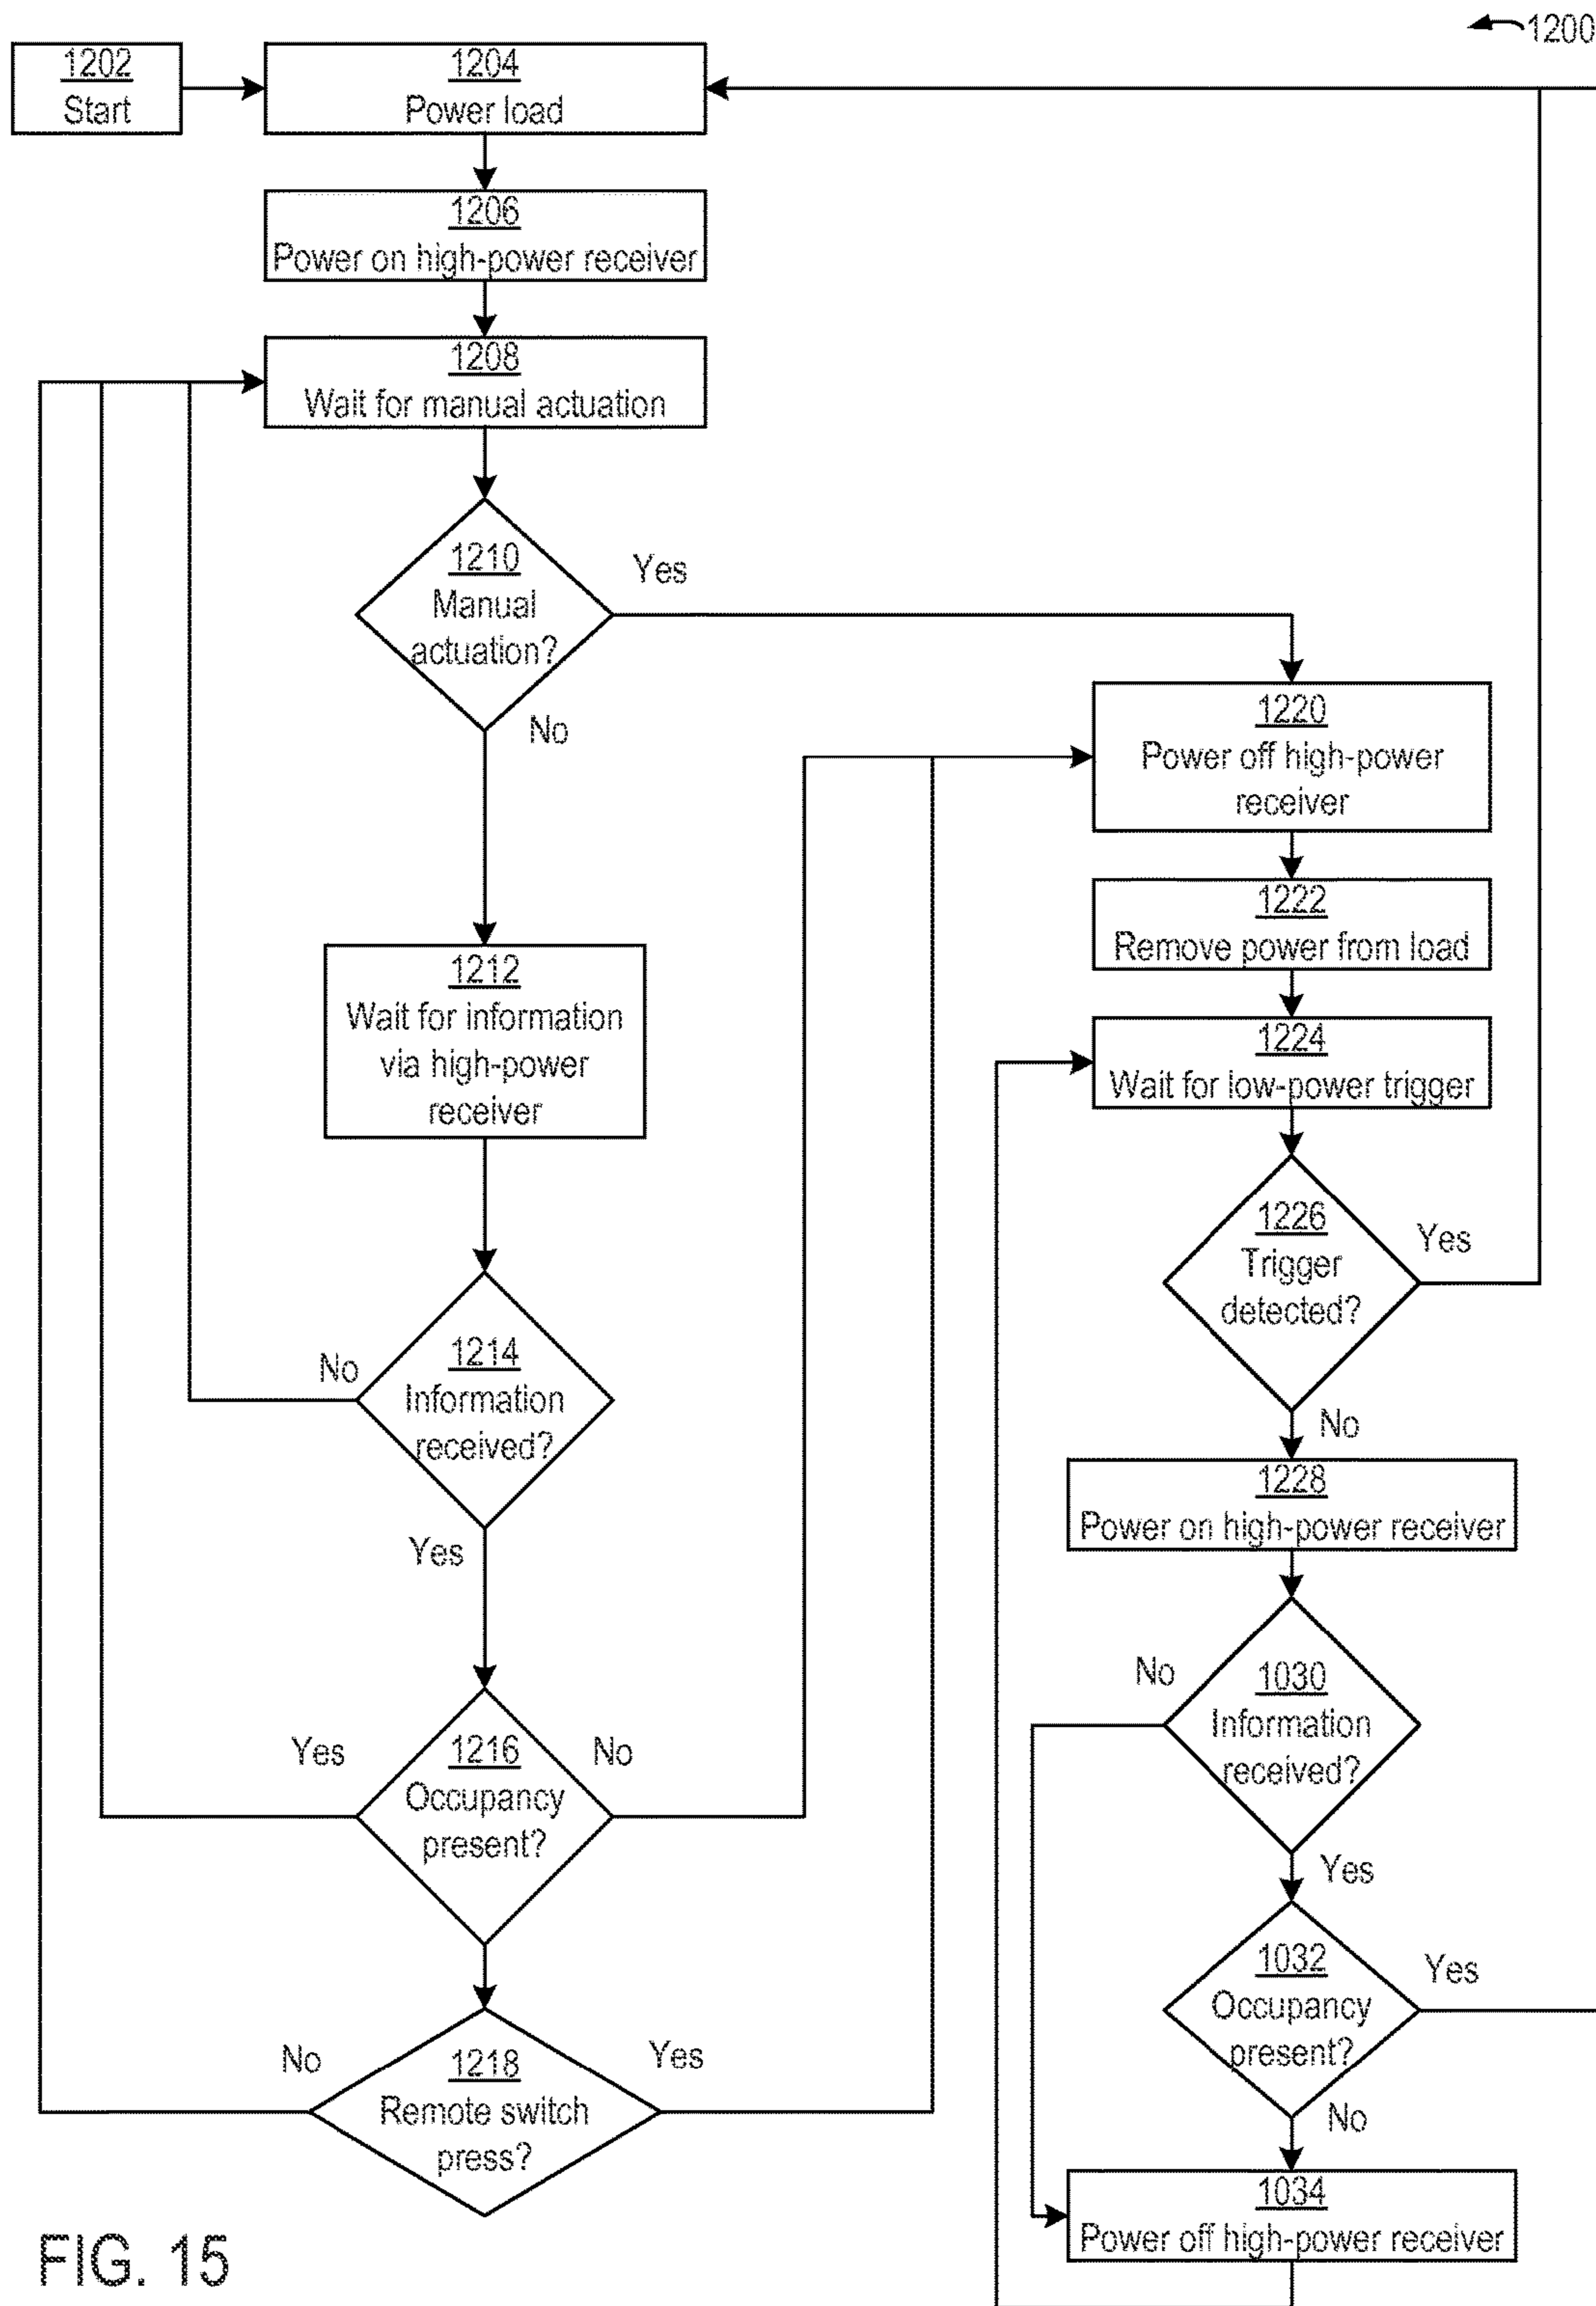 1200
1202
Start
1204
Power load
1206
Power on high-power receiver
1208
Wait for manual actuation
1210
Manual
actuation?
Yes
No
1212
Wait for information
via high-power
receiver
1214
Information
received?
No
Yes
1216
Occupancy
present?
Yes
No
1218
Remote switch
press?
No
Yes
1220
Power off high-power
receiver
1222
Remove power from load
1224
Wait for low-power trigger
1226
Trigger
detected?
Yes
No
1228
Power on high-power receiver
1030
Information
received?
No
Yes
1032
Occupancy
present?
Yes
No
1034
Power off high-power receiver
FIG. 15